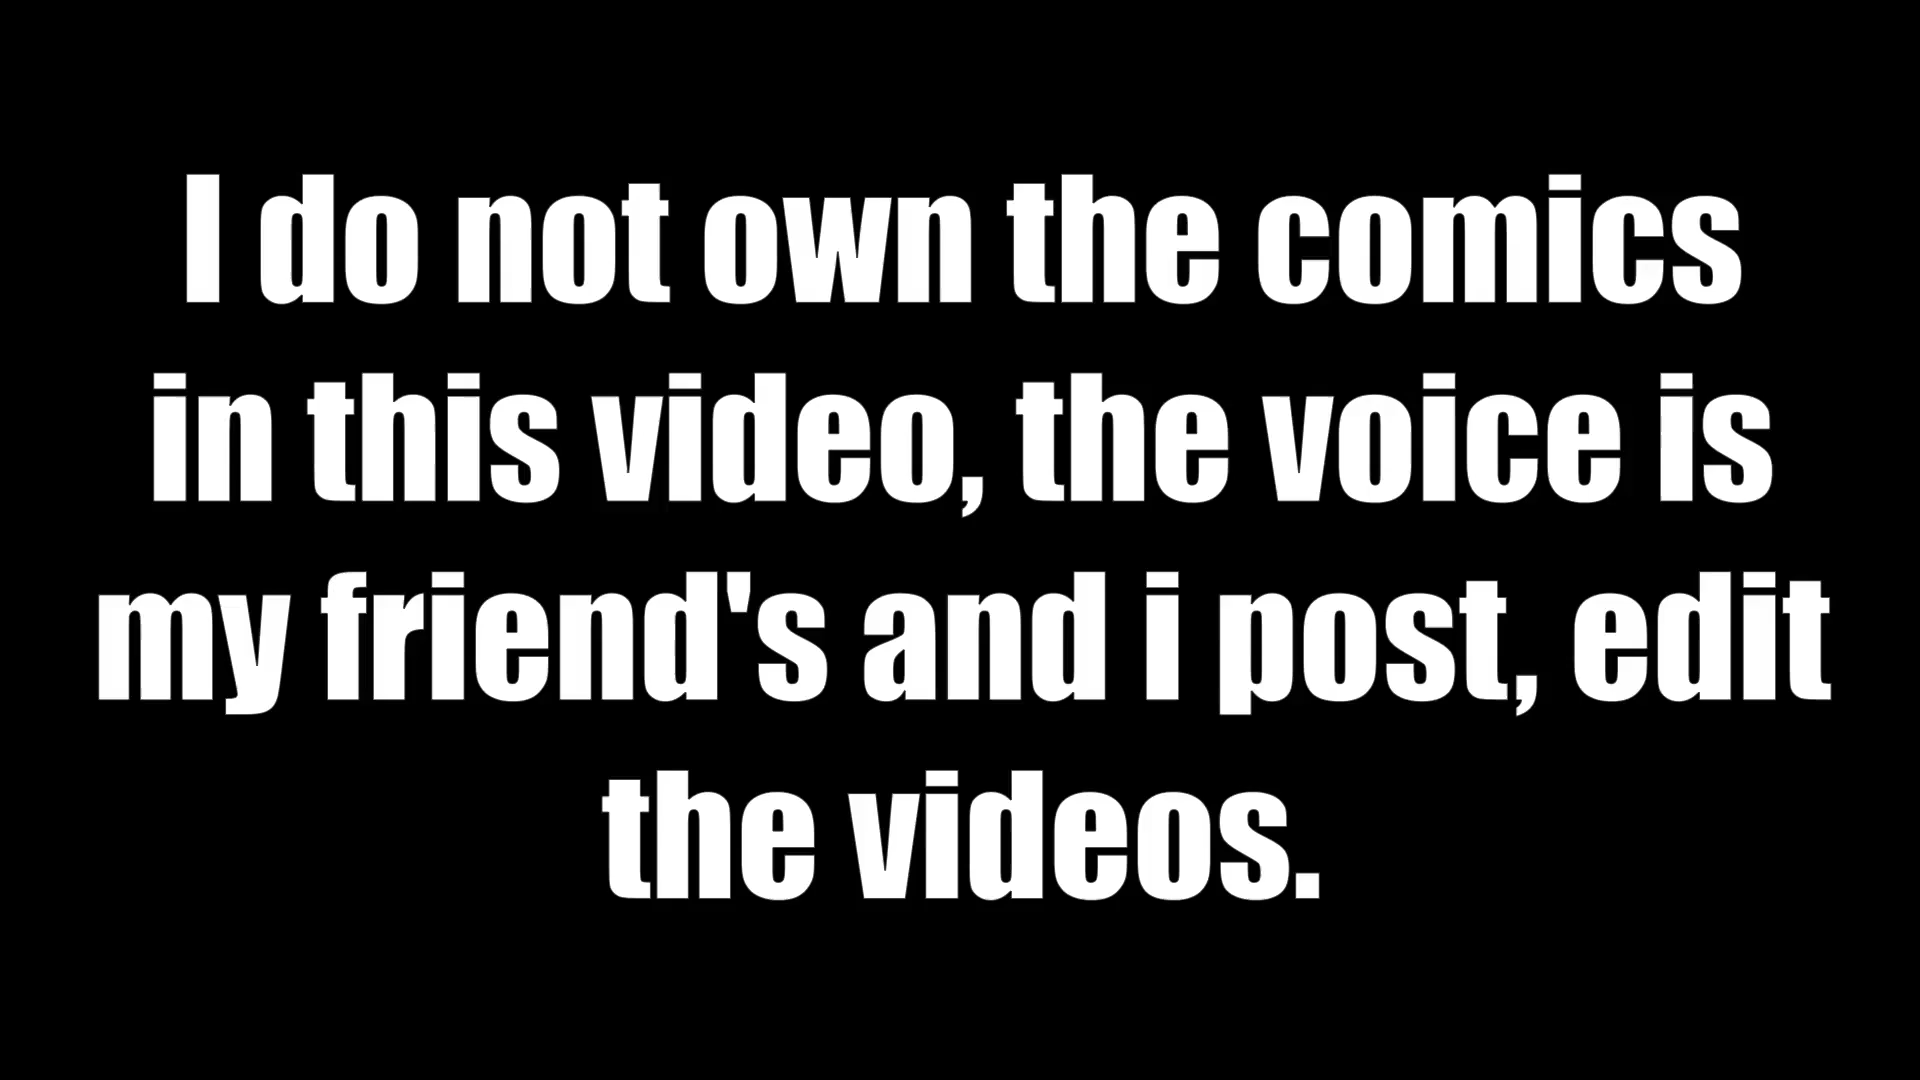 I do not own the comics
in this video, the voice is
my friend's and i post, edit
the videos.